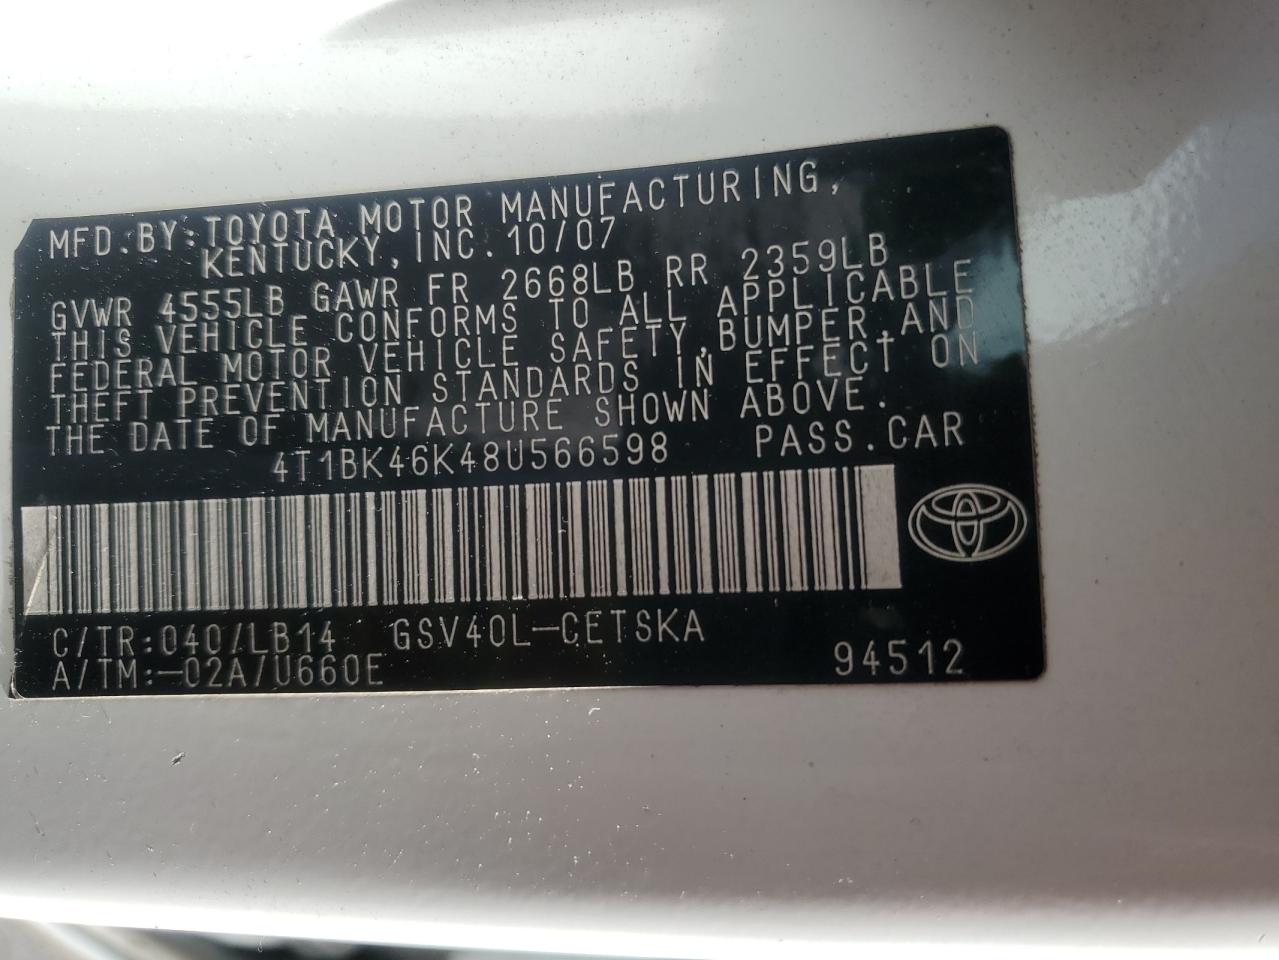 MFD.BY:TOYOTA MOTOR MANUFACTURING,
KENTUCKY,INC.10/07
GVWR 4555LB GAWR FR 2668LB RR 2359LB
THIS VEHICLE CONFORMS TO ALL APPLICABLE
FEDERAL MOTOR VEHICLE SAFETY,BUMPER,AND
THEFT PREVENTION STANDARDS IN EFFECT ON
THE DATE OF MANUFACTURE SHOWN ABOVE.
4T1BK46K48U566598 PASS.CAR
C/TR:040/LB14 GSV40L-CETSKA
A/TM:-02A/U660E 94512